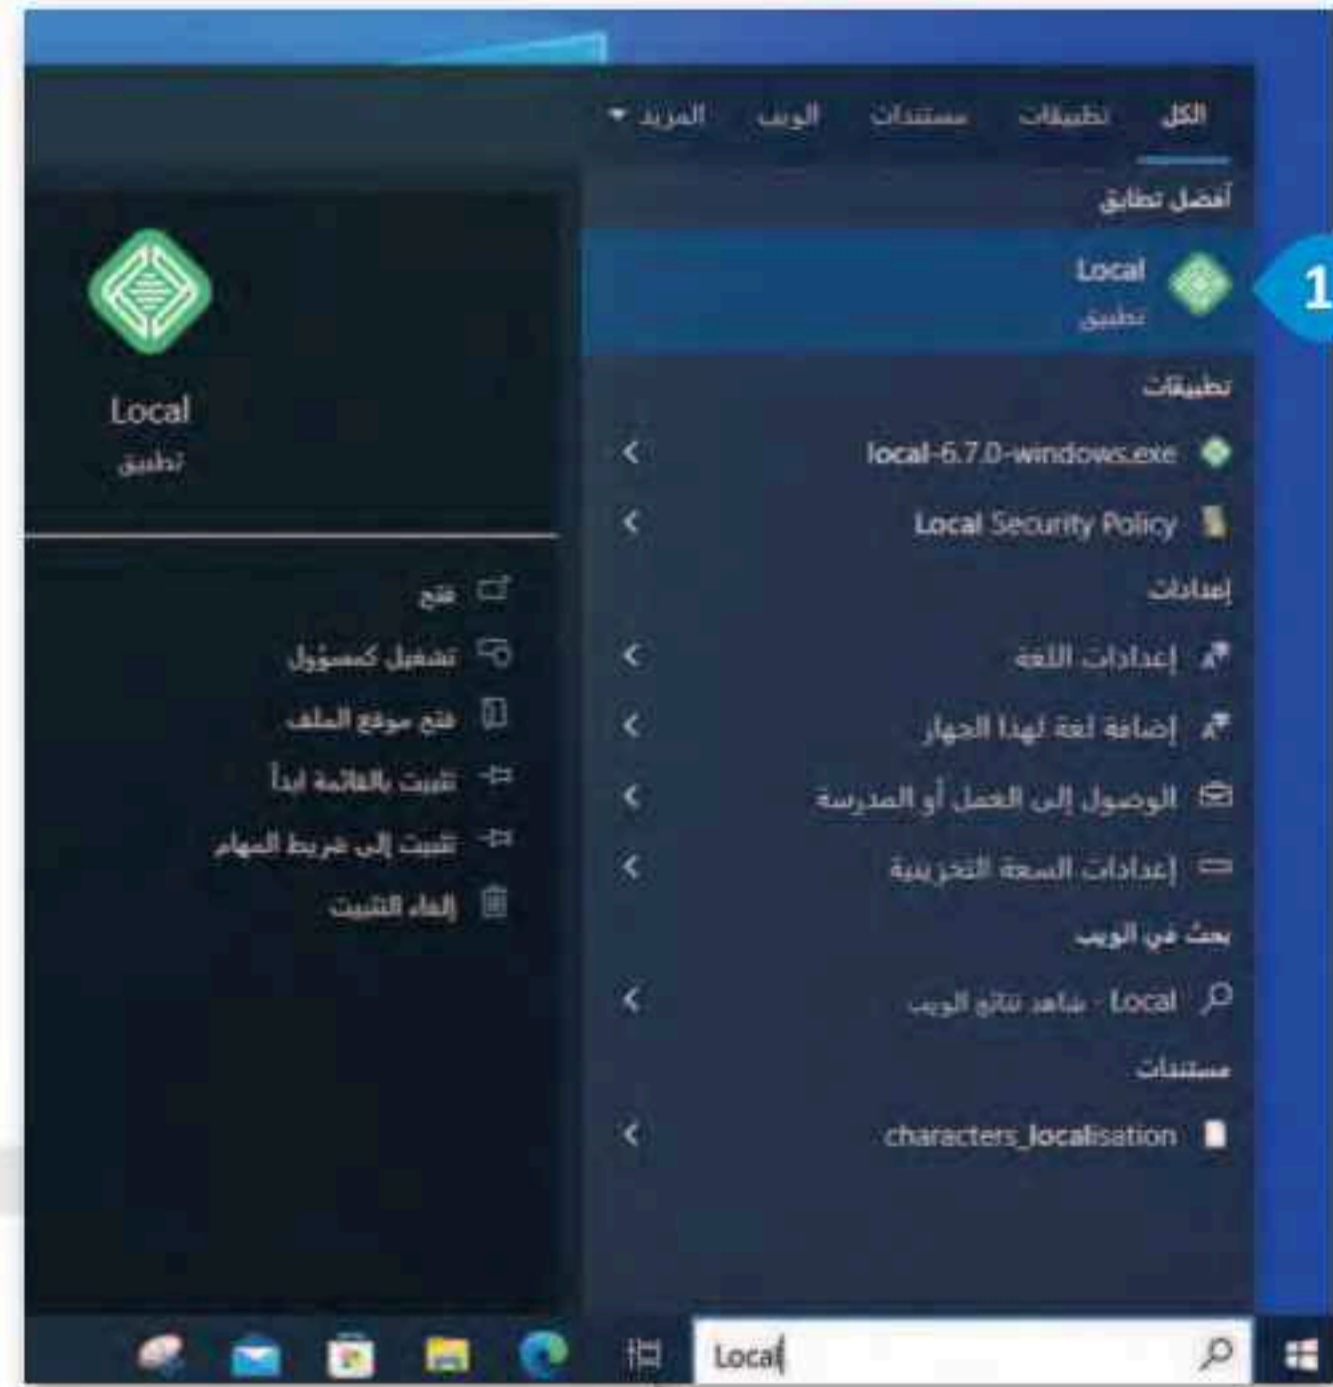 الكل تطبيقات مستندات الويب المزيد
أفضل تطابق
Local
تطبيق
1
تطبيقات
local-6.7.0-windows.exe
Local Security Policy
إعدادات
إعدادات اللغة
إضافة لغة لهذا الجهاز
الوصول إلى العمل أو المدرسة
إعدادات السعة التخزينية
بحث في الويب
Local - شاهد نتائج الويب
مستندات
characters_localisation
Local
تطبيق
فتح
تشغيل كمسؤول
فتح موقع الملف
تثبيت بالقائمة ابدأ
تثبيت إلى شريط المهام
إلغاء التثبيت
Local